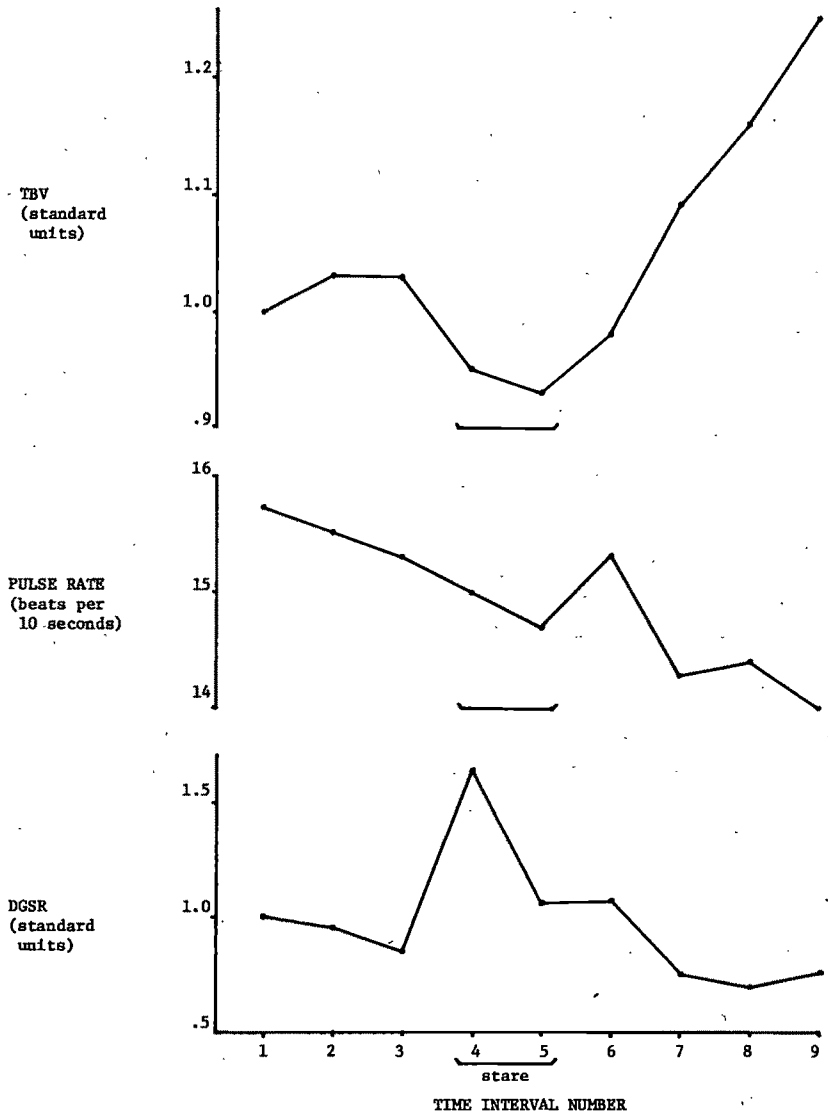 1.2
1.1
TBV
(standard
units)
1.0
.9
16
PULSE RATE
(beats per
10 seconds)
15
14
1.5
DGSR
(standard
units)
1.0
.5
1 2 3 4 5 6 7 8 9
stare
TIME INTERVAL NUMBER